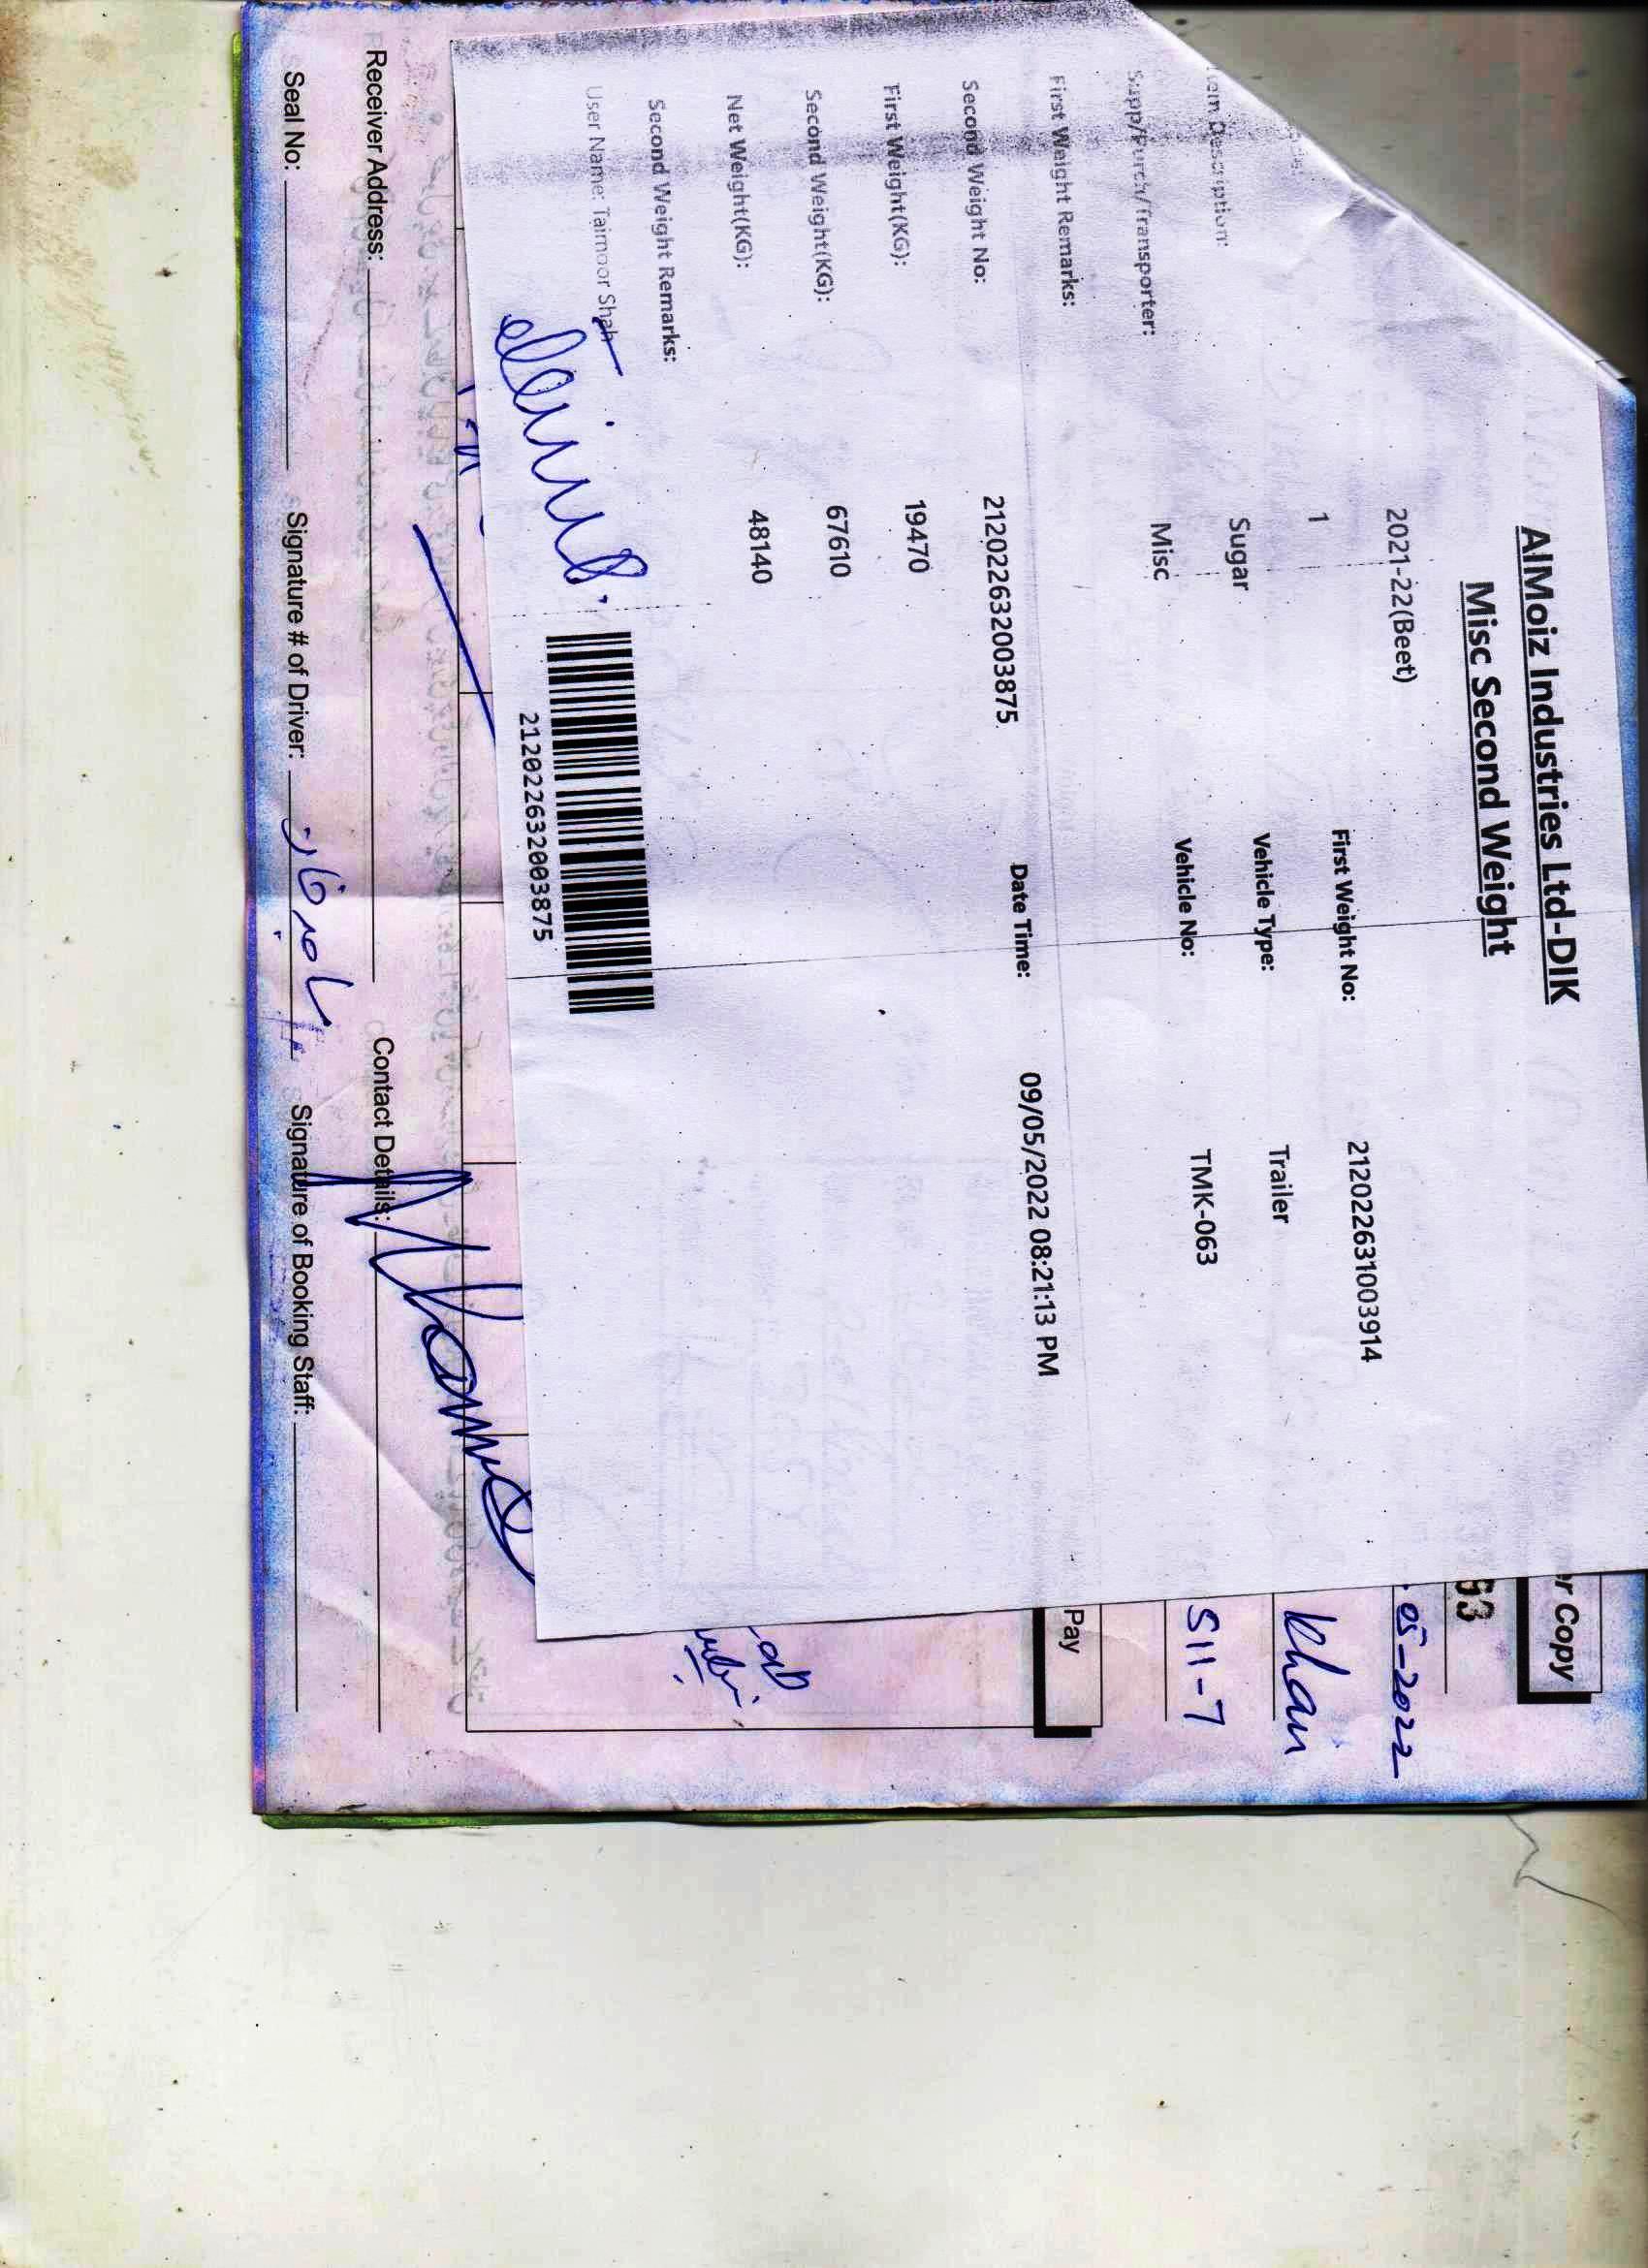 AlMoiz Industries Ltd-DIK
Misc Second Weight
2021-22(Beet)
1 First Weight No: 212022631003914
Description: Sugar Vehicle Type: Trailer
Supp/Purch/Transporter: Misc Vehicle No: TMK-063
First Weight Remarks:
Second Weight No: 212022632003875 Date Time: 09/05/2022 08:21:13 PM
First Weight(KG): 19470
Second Weight(KG): 67610
Net Weight(KG): 48140
Second Weight Remarks:
User Name: Taimoor Shah
212022632003875
er Copy
63
05-2022
khan
511-7
Pay
Receiver Address: Contact Details:
Seal No: Signature # of Driver: Signature of Booking Staff: